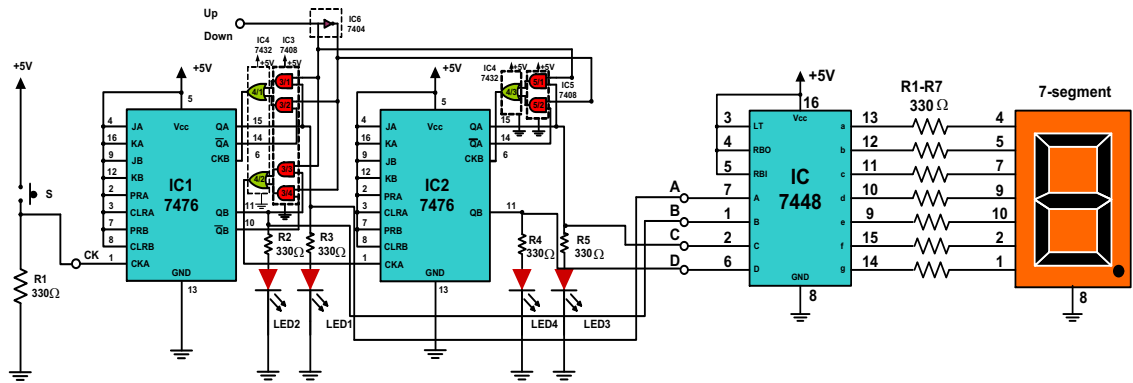 Up
Down
IC6
7404
IC4
7432
IC3
7408
+5V
+5V
+5V
+5V
5
4 JA Vcc QA 15
16 KA QA 14
9 JB CKB 6
12 KB
2 PRA IC1
3 CLRA 7476
7 PRB QB 11
8 CLRB QB 10
1 CKA
GND
13
4/1
3/1
3/2
4/2
3/3
3/4
S
CK
R1
330Ω
R2
330Ω
R3
330Ω
LED2
LED1
+5V
5
4 JA Vcc QA 15
16 KA QA 14
9 JB CKB 6
12 KB
2 PRA IC2
3 CLRA 7476
7 PRB QB 11
8 CLRB
1 CKA
GND
13
IC4
7432
+5V
+5V
4/3
5/1
5/2
IC5
7408
R4
330Ω
R5
330Ω
LED4
LED3
A
B
C
D
+5V
16
Vcc
3 LT a 13
4 RBO b 12
5 RBI c 11
IC
7448
7 A d 10
1 B e 9
2 C f 15
6 D g 14
GND
8
R1-R7
330 Ω
7-segment
4
5
7
9
10
2
1
8